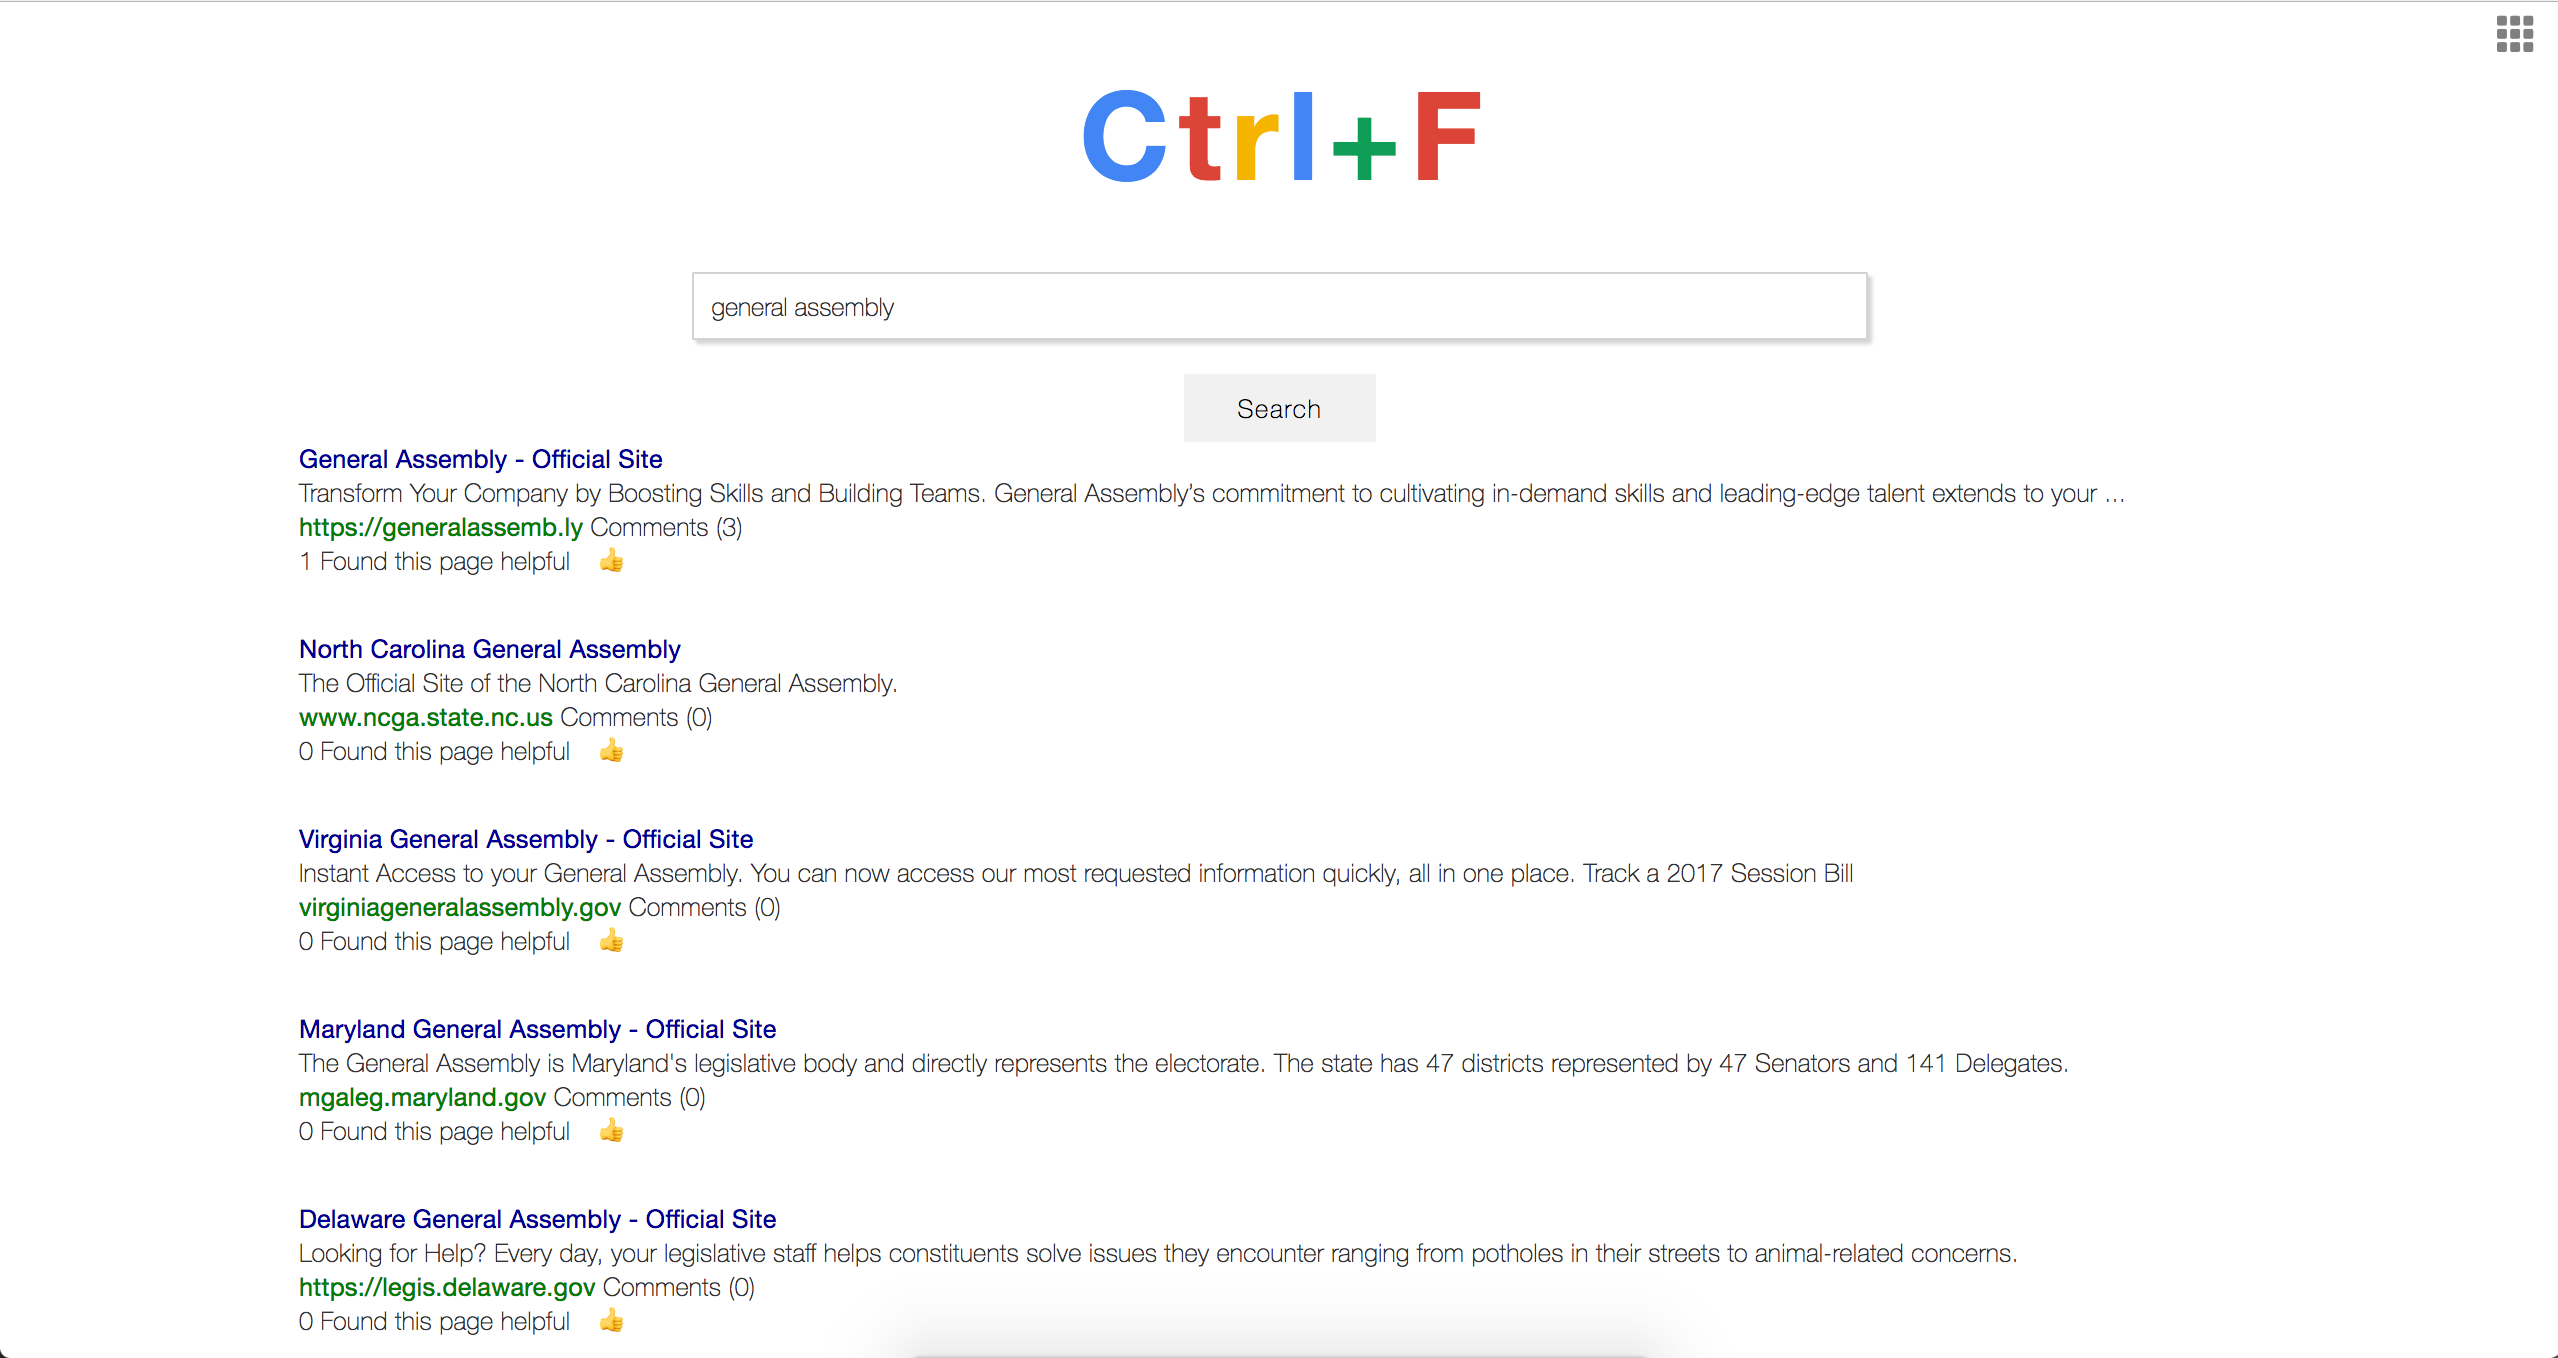 Ctrl+F
general assembly
Search
General Assembly - Official Site
Transform Your Company by Boosting Skills and Building Teams. General Assembly’s commitment to cultivating in-demand skills and leading-edge talent extends to your ...
https://generalassemb.ly Comments (3)
1 Found this page helpful 👍
North Carolina General Assembly
The Official Site of the North Carolina General Assembly.
www.ncga.state.nc.us Comments (0)
0 Found this page helpful 👍
Virginia General Assembly - Official Site
Instant Access to your General Assembly. You can now access our most requested information quickly, all in one place. Track a 2017 Session Bill
virginiageneralassembly.gov Comments (0)
0 Found this page helpful 👍
Maryland General Assembly - Official Site
The General Assembly is Maryland's legislative body and directly represents the electorate. The state has 47 districts represented by 47 Senators and 141 Delegates.
mgaleg.maryland.gov Comments (0)
0 Found this page helpful 👍
Delaware General Assembly - Official Site
Looking for Help? Every day, your legislative staff helps constituents solve issues they encounter ranging from potholes in their streets to animal-related concerns.
https://legis.delaware.gov Comments (0)
0 Found this page helpful 👍